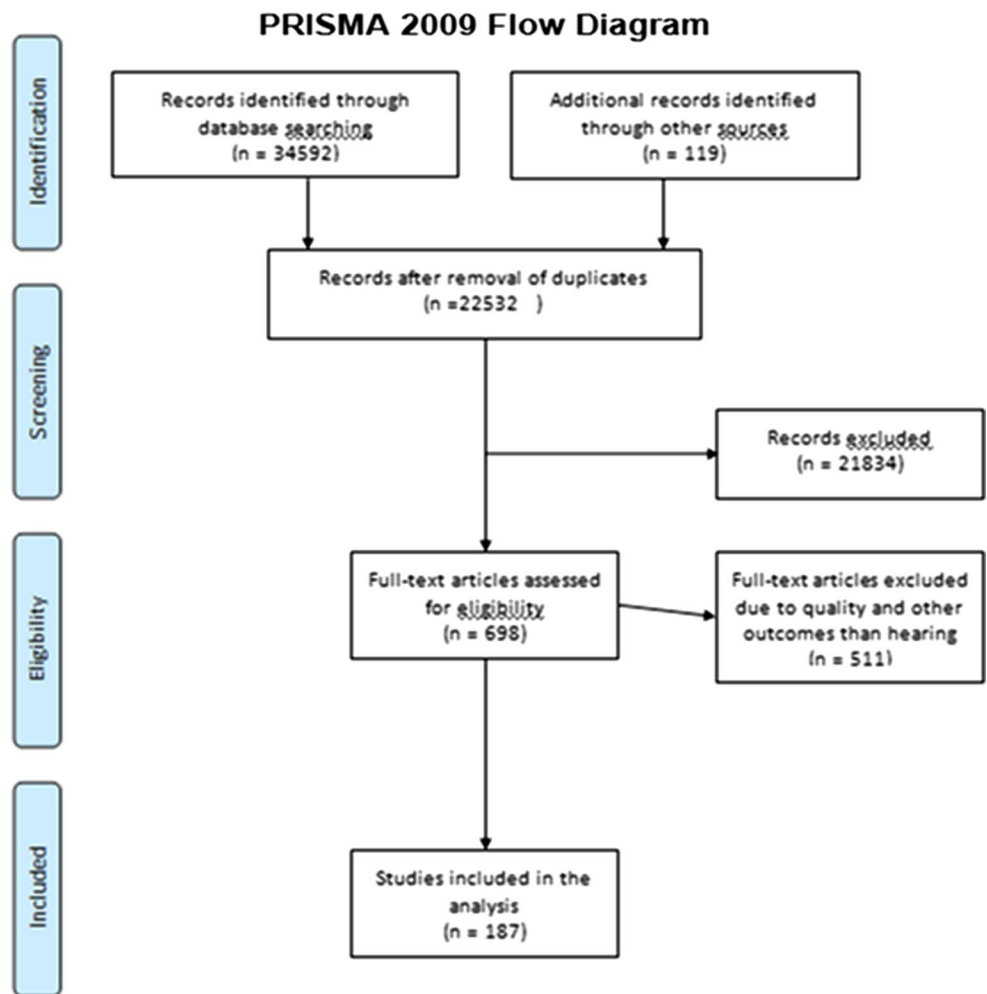 PRISMA 2009 Flow Diagram
Identification
Records identified through
database searching
(n = 34592)
Additional records identified
through other sources
(n = 119)
Records after removal of duplicates
(n =22532   )
Screening
Records excluded
(n = 21834)
Eligibility
Full-text articles assessed
for eligibility
(n = 698)
Full-text articles excluded
due to quality and other
outcomes than hearing
(n = 511)
Included
Studies included in the
analysis
(n = 187)